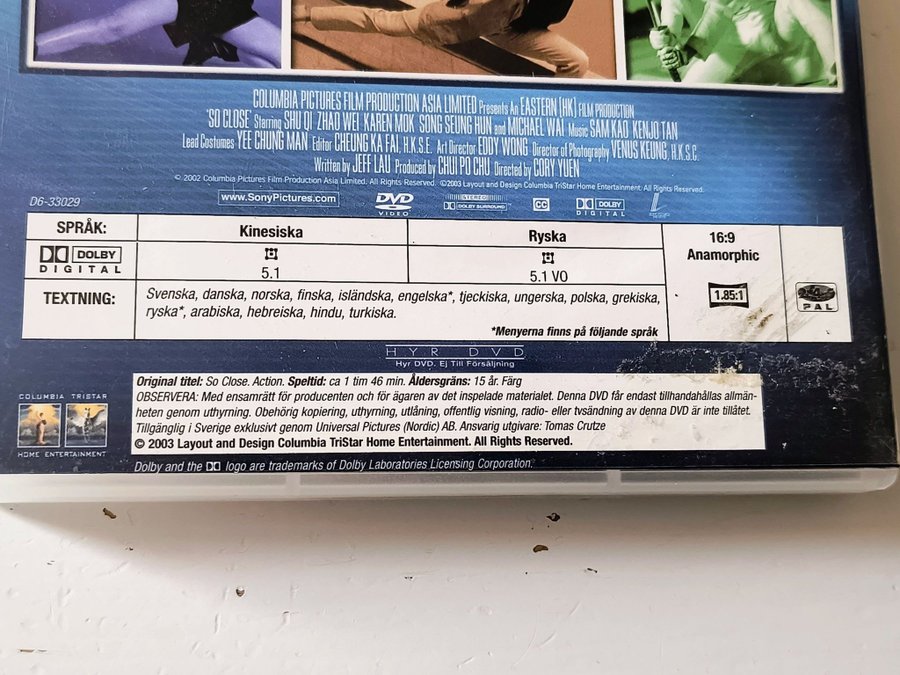 COLUMBIA PICTURES FILM PRODUCTION ASIA LIMITED Presents An EASTERN (HK) FILM PRODUCTION
'SO CLOSE' Starring SHU QI ZHAO WEI KAREN MOK SONG SEUNG HUN and MICHAEL WAI Music SAM KAO KENJO TAN
Lead Costumes YEE CHUNG MAN Editor CHEUNG KA FAI, H.K.S.E. Art Director EDDY WONG Director of Photography VENUS KEUNG, H.K.S.C.
Written by JEFF LAU Produced by CHUI PO CHU Directed by CORY YUEN
© 2002 Columbia Pictures Film Production Asia Limited. All Rights Reserved. ©2003 Layout and Design Columbia TriStar Home Entertainment. All Rights Reserved.
D6-33029
www.SonyPictures.com
DVD VIDEO
STEREO DOLBY SURROUND
CC
DOLBY DIGITAL
SPRÅK: Kinesiska Ryska
DOLBY DIGITAL 5.1 5.1 VO
16:9 Anamorphic
1.85:1
PAL
TEXTNING: Svenska, danska, norska, finska, isländska, engelska*, tjeckiska, ungerska, polska, grekiska,
ryska*, arabiska, hebreiska, hindu, turkiska.
*Menyerna finns på följande språk
HYR DVD
Hyr DVD. Ej Till Försäljning
COLUMBIA TRISTAR
HOME ENTERTAINMENT
Original titel: So Close. Action. Speltid: ca 1 tim 46 min. Åldersgräns: 15 år. Färg
OBSERVERA: Med ensamrätt för producenten och för ägaren av det inspelade materialet. Denna DVD får endast tillhandahållas allmän-
heten genom uthyrning. Obehörig kopiering, uthyrning, utlåning, offentlig visning, radio- eller tvsändning av denna DVD är inte tillåtet.
Tillgänglig i Sverige exklusivt genom Universal Pictures (Nordic) AB. Ansvarig utgivare: Tomas Crutze
© 2003 Layout and Design Columbia TriStar Home Entertainment. All Rights Reserved.
Dolby and the DD logo are trademarks of Dolby Laboratories Licensing Corporation.